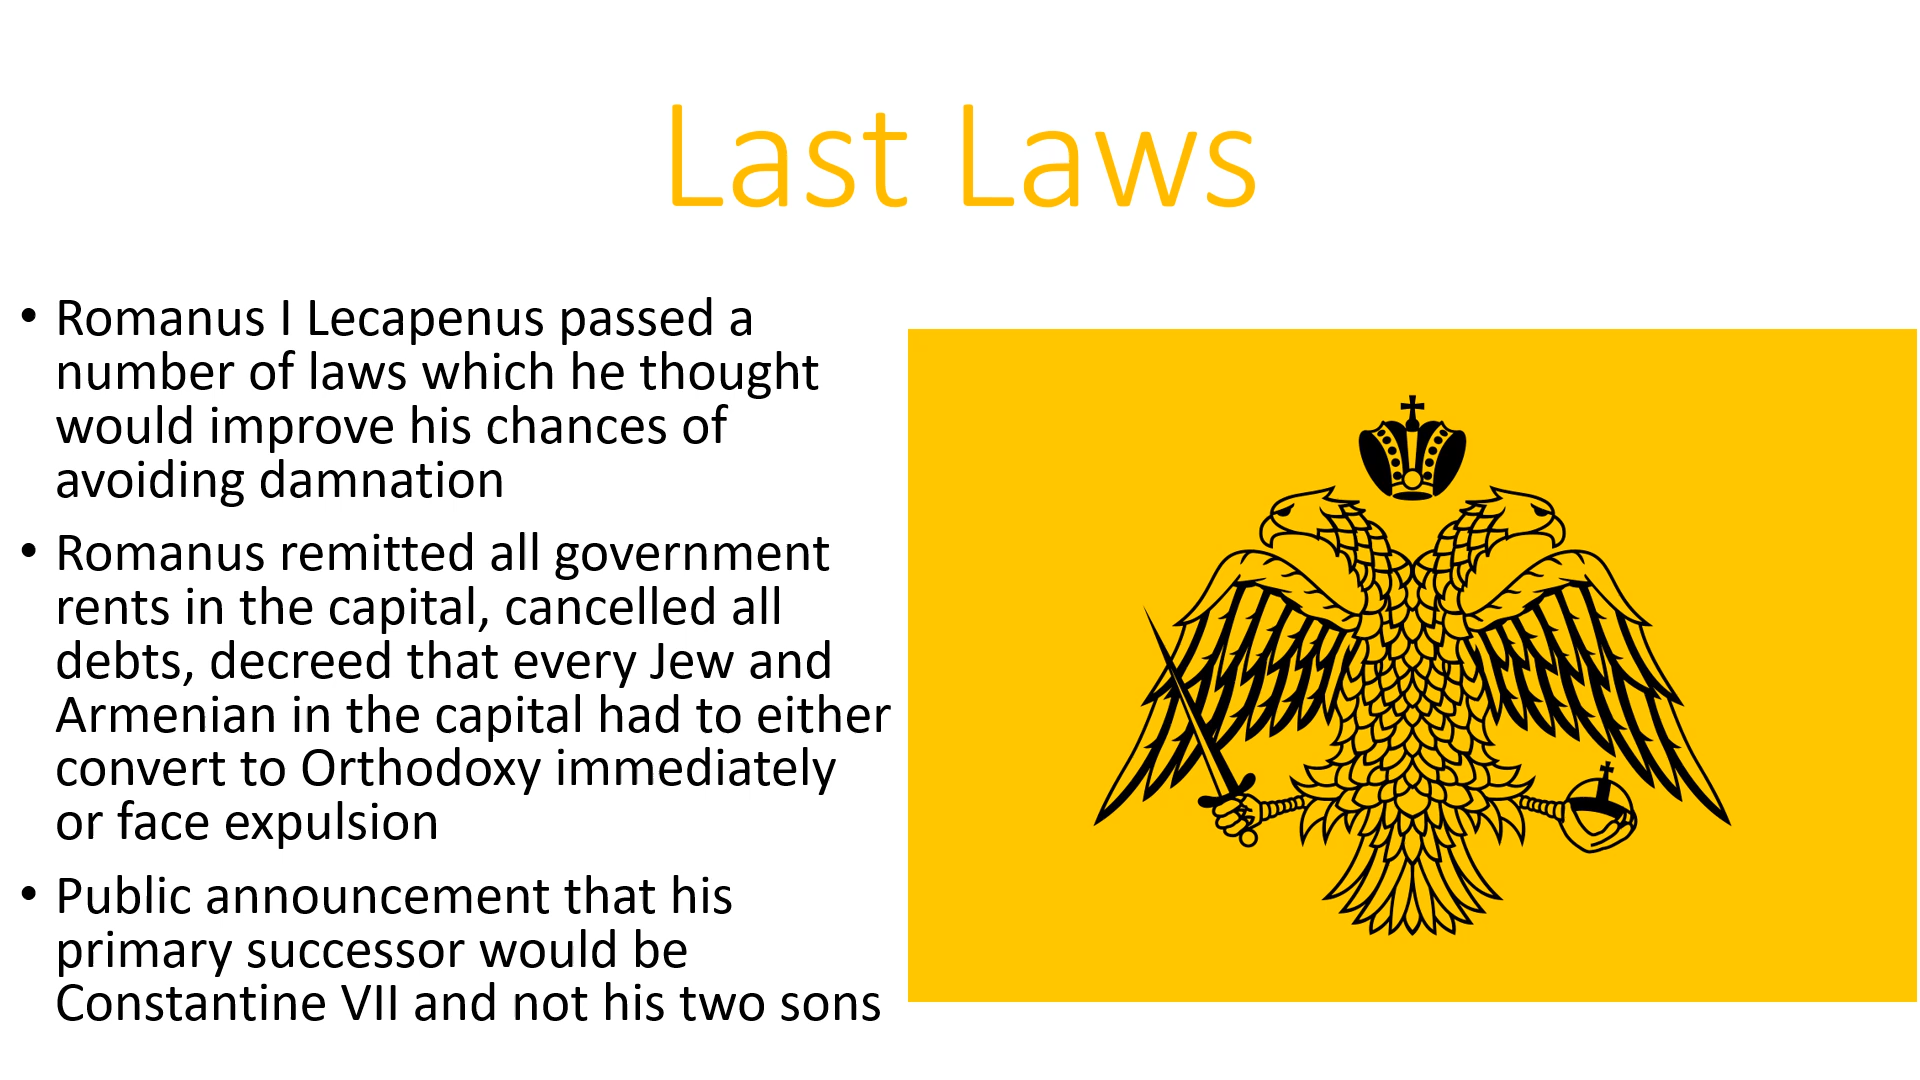 Last Laws
• Romanus I Lecapenus passed a
number of laws which he thought
would improve his chances of
avoiding damnation
• Romanus remitted all government
rents in the capital, cancelled all
debts, decreed that every Jew and
Armenian in the capital had to either
convert to Orthodoxy immediately
or face expulsion
• Public announcement that his
primary successor would be
Constantine VII and not his two sons